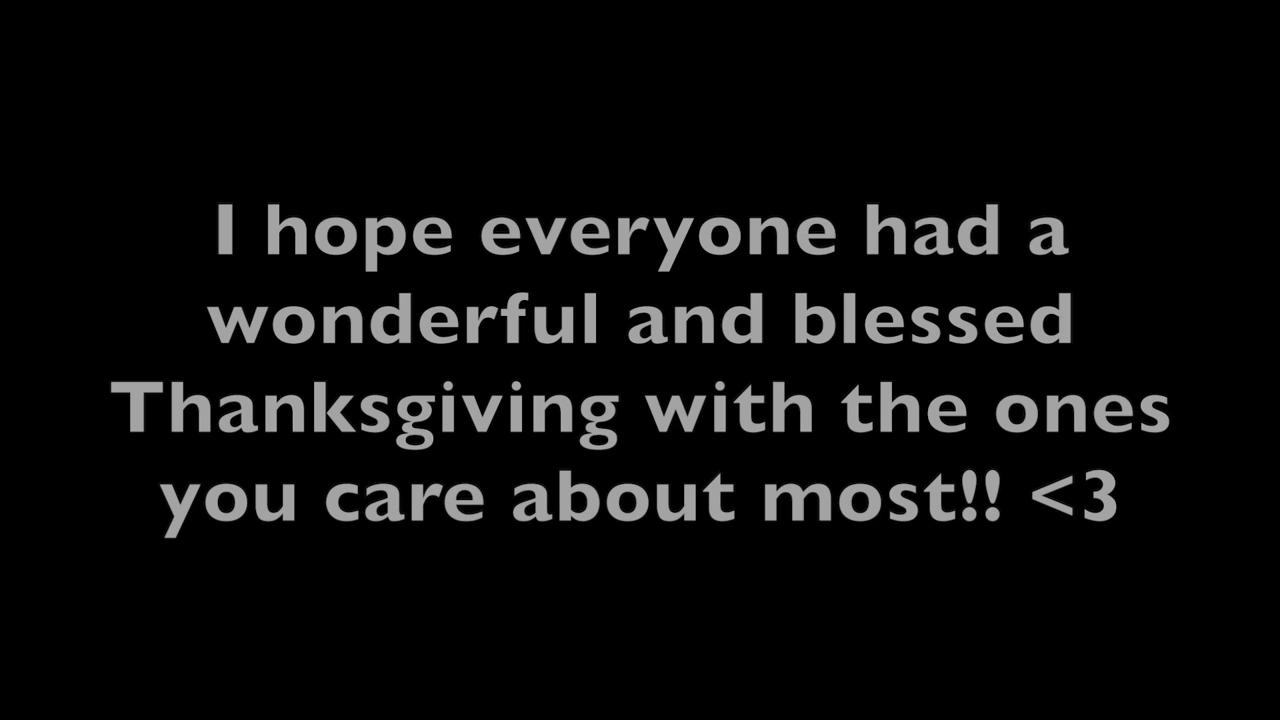 I hope everyone had a
wonderful and blessed
Thanksgiving with the ones
you care about most!! <3